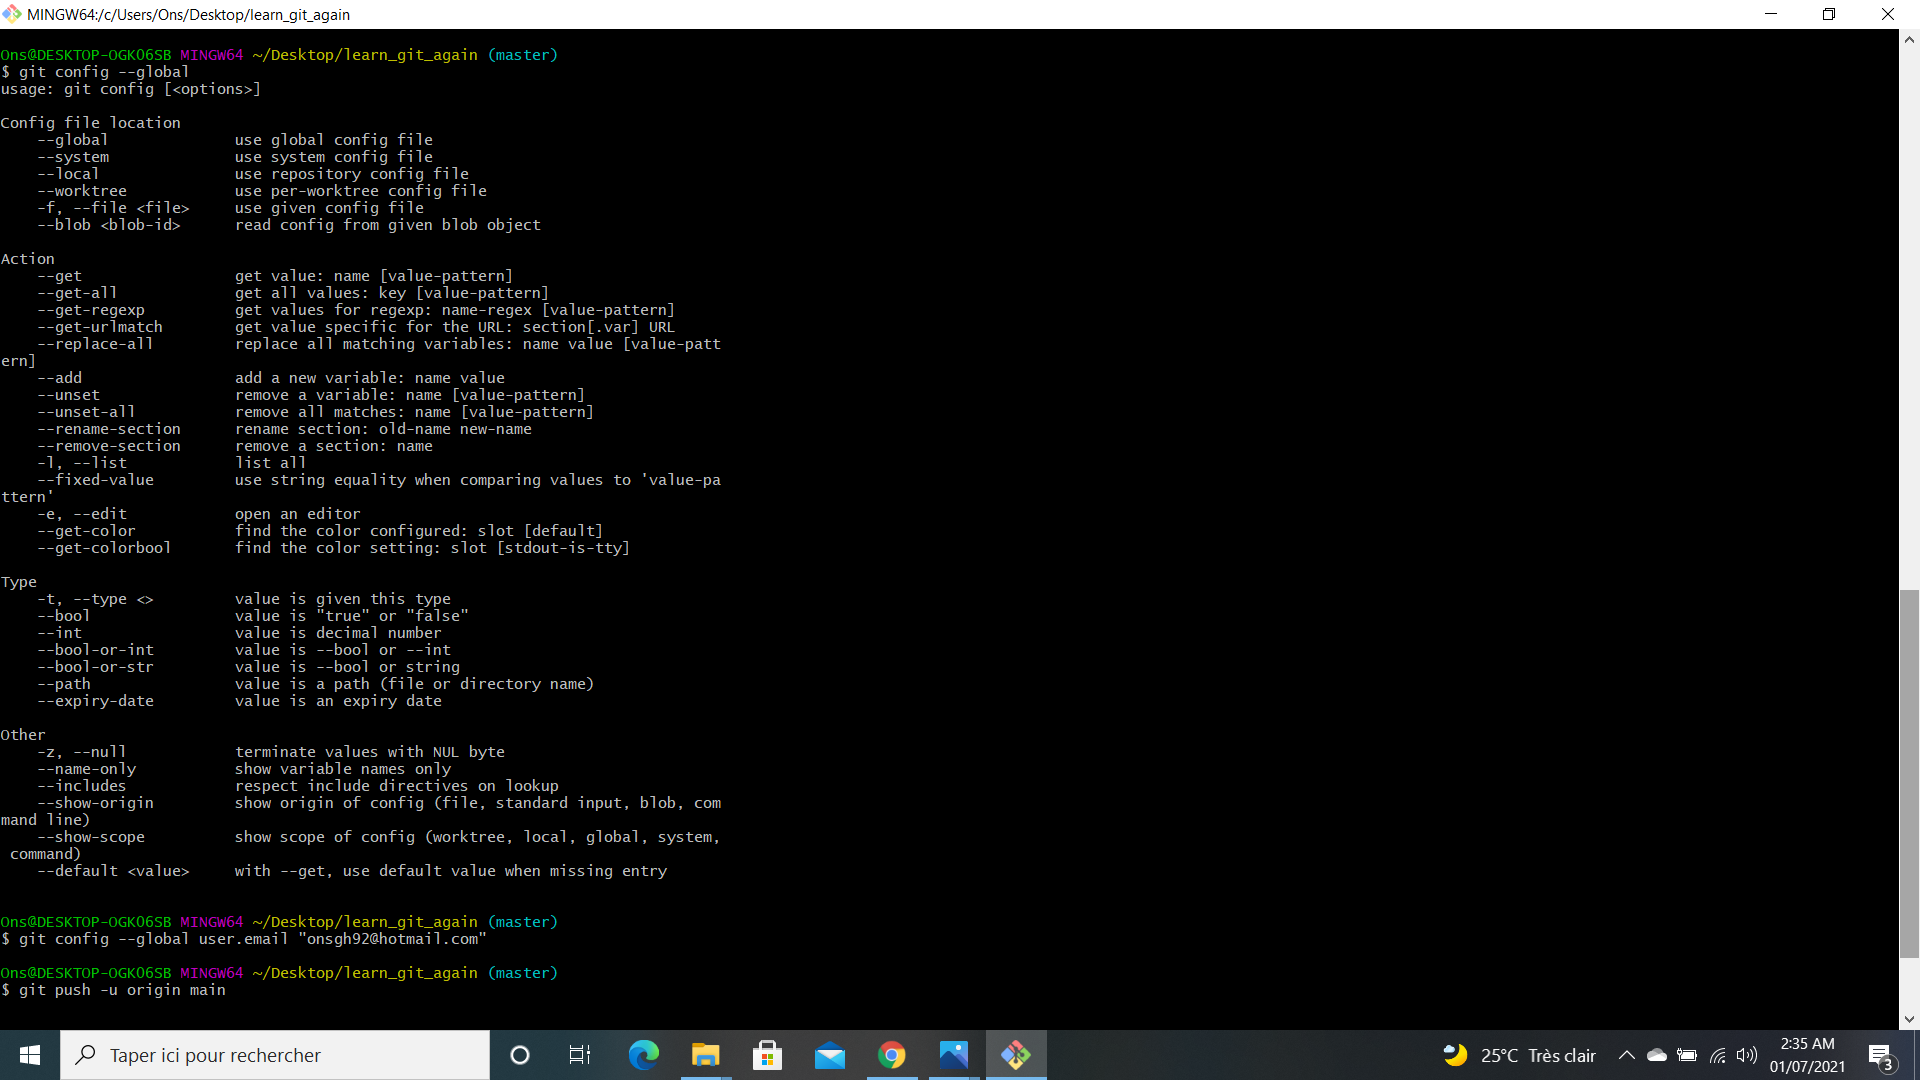 MINGW64:/c/Users/Ons/Desktop/learn_git_again
Ons@DESKTOP-OGKO6SB MINGW64 ~/Desktop/learn_git_again (master)
$ git config --global
usage: git config [<options>]
Config file location
--global use global config file
--system use system config file
--local use repository config file
--worktree use per-worktree config file
-f, --file <file> use given config file
--blob <blob-id> read config from given blob object
Action
--get get value: name [value-pattern]
--get-all get all values: key [value-pattern]
--get-regexp get values for regexp: name-regex [value-pattern]
--get-urlmatch get value specific for the URL: section[.var] URL
--replace-all replace all matching variables: name value [value-patt
ern]
--add add a new variable: name value
--unset remove a variable: name [value-pattern]
--unset-all remove all matches: name [value-pattern]
--rename-section rename section: old-name new-name
--remove-section remove a section: name
-l, --list list all
--fixed-value use string equality when comparing values to 'value-pa
ttern'
-e, --edit open an editor
--get-color find the color configured: slot [default]
--get-colorbool find the color setting: slot [stdout-is-tty]
Type
-t, --type <> value is given this type
--bool value is "true" or "false"
--int value is decimal number
--bool-or-int value is --bool or --int
--bool-or-str value is --bool or string
--path value is a path (file or directory name)
--expiry-date value is an expiry date
Other
-z, --null terminate values with NUL byte
--name-only show variable names only
--includes respect include directives on lookup
--show-origin show origin of config (file, standard input, blob, com
mand line)
--show-scope show scope of config (worktree, local, global, system,
command)
--default <value> with --get, use default value when missing entry
Ons@DESKTOP-OGKO6SB MINGW64 ~/Desktop/learn_git_again (master)
$ git config --global user.email "onsgh92@hotmail.com"
Ons@DESKTOP-OGKO6SB MINGW64 ~/Desktop/learn_git_again (master)
$ git push -u origin main
Taper ici pour rechercher
25°C Très clair
2:35 AM
01/07/2021
3